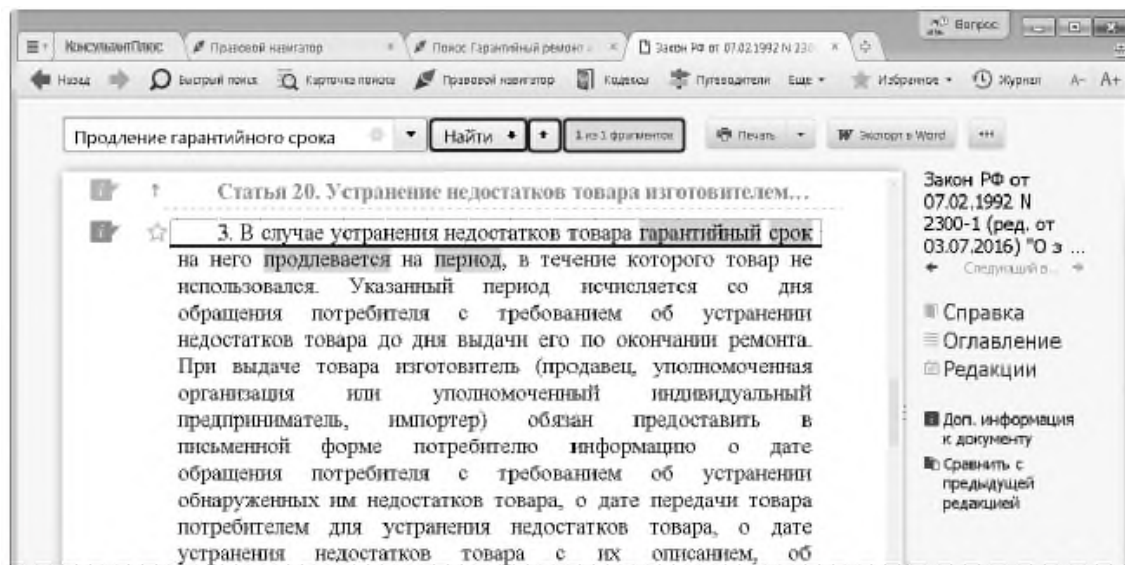 Вопрос
КонсультантПлюс Правовой навигатор Поиск Гарантийный ремонт Закон РФ от 07.02.1992 N 230
Назад Быстрый поиск Карточка поиска Правовой навигатор Кодексы Путеводители Еще Избранное Журнал A- A+
Продление гарантийного срока Найти 1 из 1 фрагментов Печать Экспорт в Word
Статья 20. Устранение недостатков товара изготовителем...
3. В случае устранения недостатков товара гарантийный срок
на него продлевается на период, в течение которого товар не
использовался. Указанный период исчисляется со дня
обращения потребителя с требованием об устранении
недостатков товара до дня выдачи его по окончании ремонта.
При выдаче товара изготовитель (продавец, уполномоченная
организация или уполномоченный индивидуальный
предприниматель, импортер) обязан предоставить в
письменной форме потребителю информацию о дате
обращения потребителя с требованием об устранении
обнаруженных им недостатков товара, о дате передачи товара
потребителем для устранения недостатков товара, о дате
устранения недостатков товара с их описанием, об
Закон РФ от
07.02.1992 N
2300-1 (ред. от
03.07.2016) "О з ...
Следующий в...
Справка
Оглавление
Редакции
Доп. информация
к документу
Сравнить с
предыдущей
редакцией